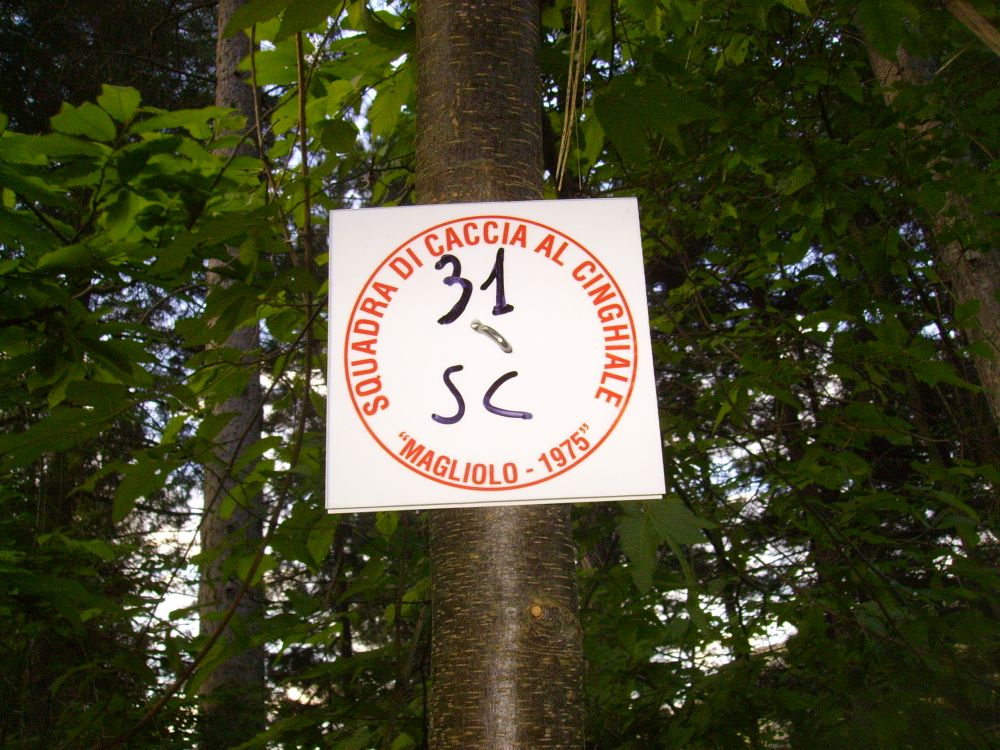 SQUADRA DI CACCIA AL CINGHIALE
31
SC
"MAGLIOLO - 1975"